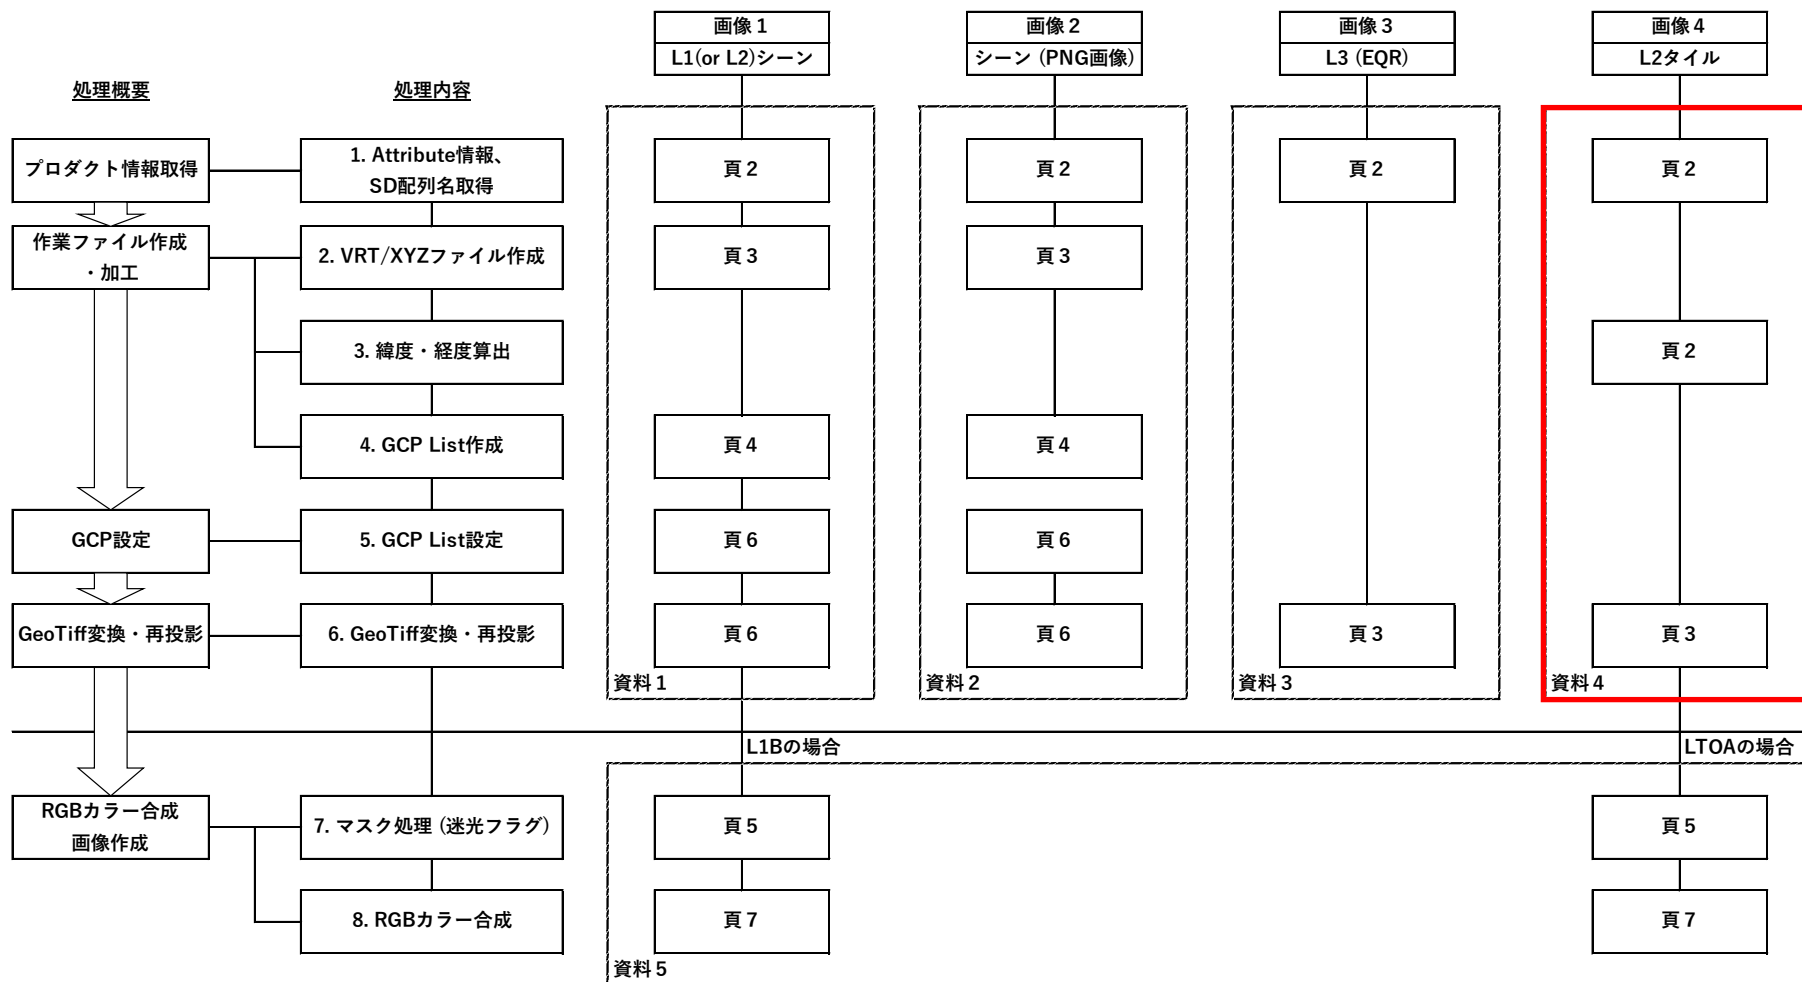 画像１
画像２
画像３
画像４
L1(or L2)シーン
シーン (PNG画像)
L3 (EQR)
L2タイル
処理概要
処理内容
プロダクト情報取得
1. Attribute情報、
SD配列名取得
頁２
頁２
頁２
頁２
作業ファイル作成
・加工
2. VRT/XYZファイル作成
頁３
頁３
3. 緯度・経度算出
頁２
4. GCP List作成
頁４
頁４
GCP設定
5. GCP List設定
頁６
頁６
GeoTiff変換・再投影
6. GeoTiff変換・再投影
頁６
頁６
頁３
頁３
資料１
資料２
資料３
資料４
L1Bの場合
LTOAの場合
RGBカラー合成
画像作成
7. マスク処理 (迷光フラグ)
頁５
頁５
8. RGBカラー合成
頁７
頁７
資料５